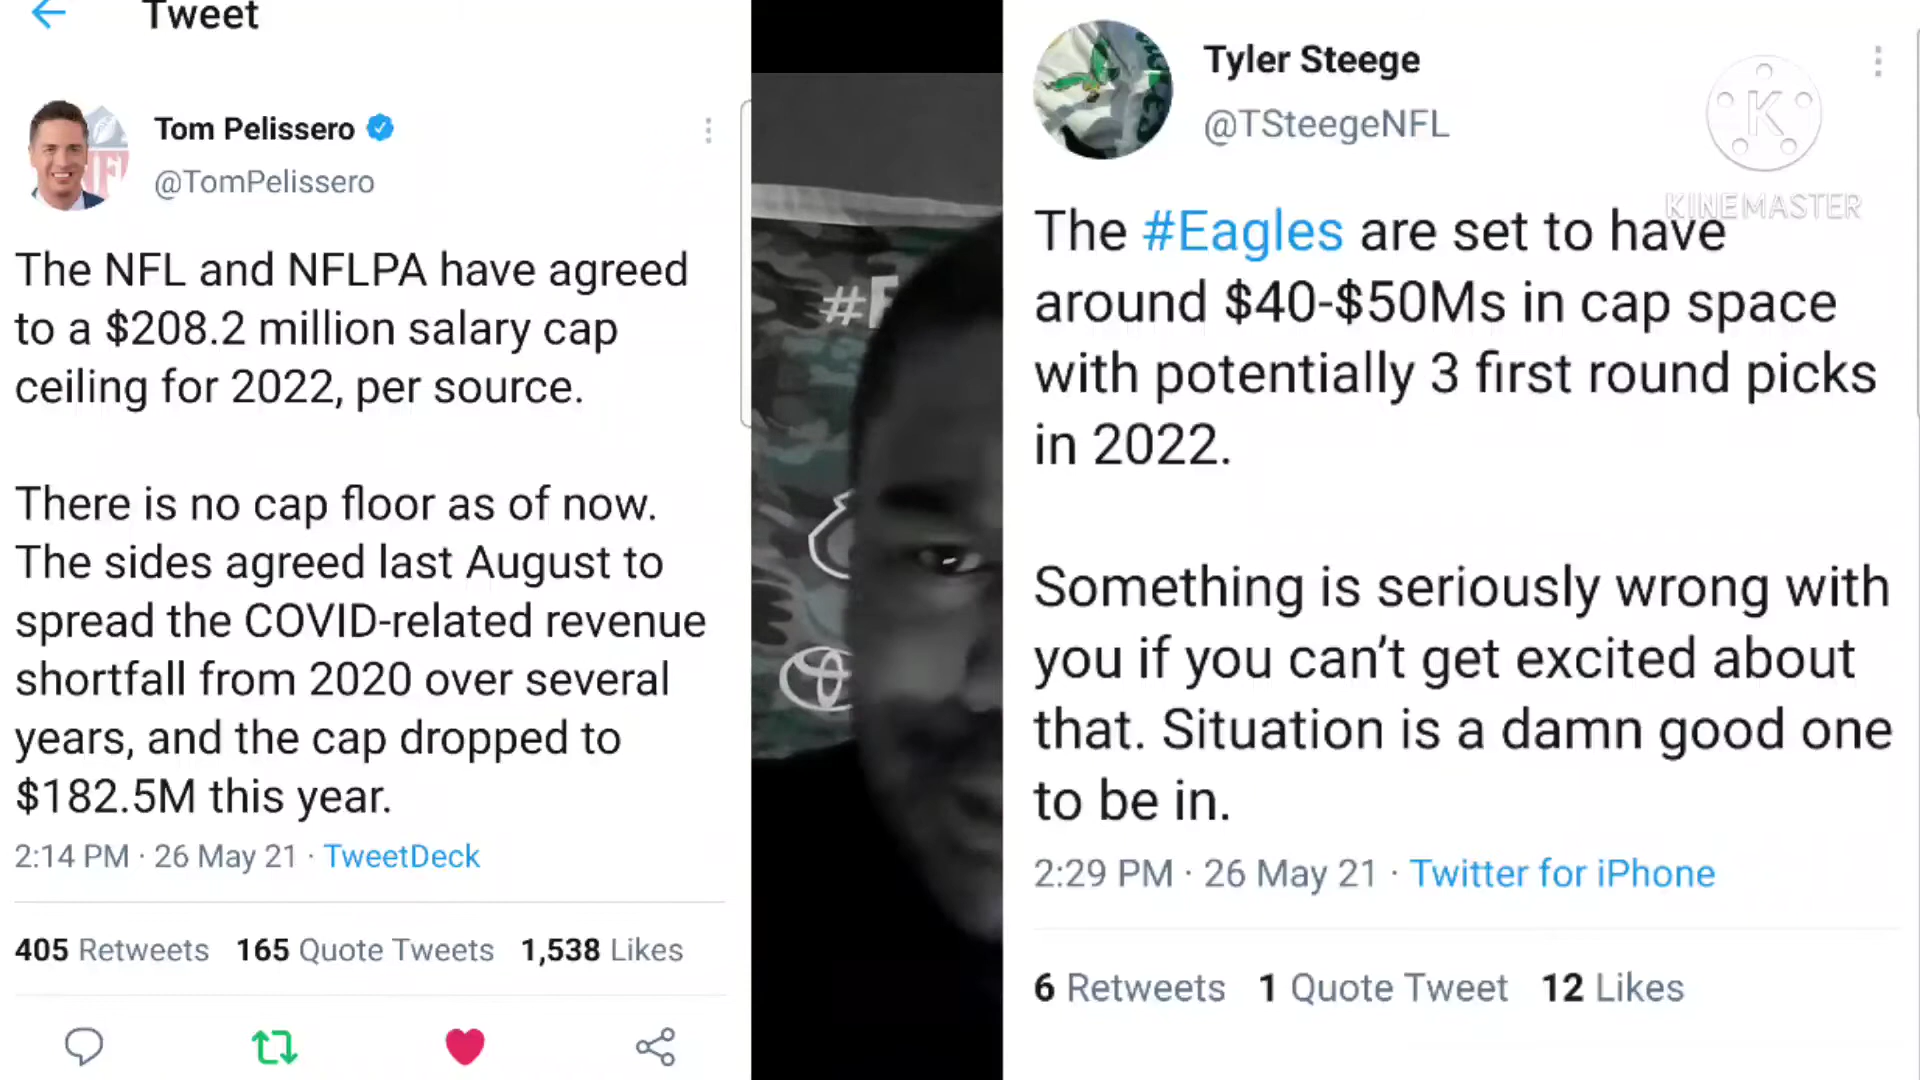 Tweet
Tom Pelissero
@TomPelissero
The NFL and NFLPA have agreed
to a $208.2 million salary cap
ceiling for 2022, per source.
There is no cap floor as of now.
The sides agreed last August to
spread the COVID-related revenue
shortfall from 2020 over several
years, and the cap dropped to
$182.5M this year.
2:14 PM · 26 May 21 · TweetDeck
405 Retweets 165 Quote Tweets 1,538 Likes
#F
Tyler Steege
@TSteegeNFL
K
KINEMASTER
The #Eagles are set to have
around $40-$50Ms in cap space
with potentially 3 first round picks
in 2022.
Something is seriously wrong with
you if you can’t get excited about
that. Situation is a damn good one
to be in.
2:29 PM · 26 May 21 · Twitter for iPhone
6 Retweets 1 Quote Tweet 12 Likes